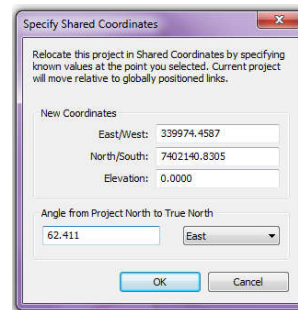 Specify Shared Coordinates
Relocate this project in Shared Coordinates by specifying
known values at the point you selected. Current project
will move relative to globally positioned links.
New Coordinates
East/West: 339974.4587
North/South: 7402140.8305
Elevation: 0.0000
Angle from Project North to True North
62.411 East
OK Cancel